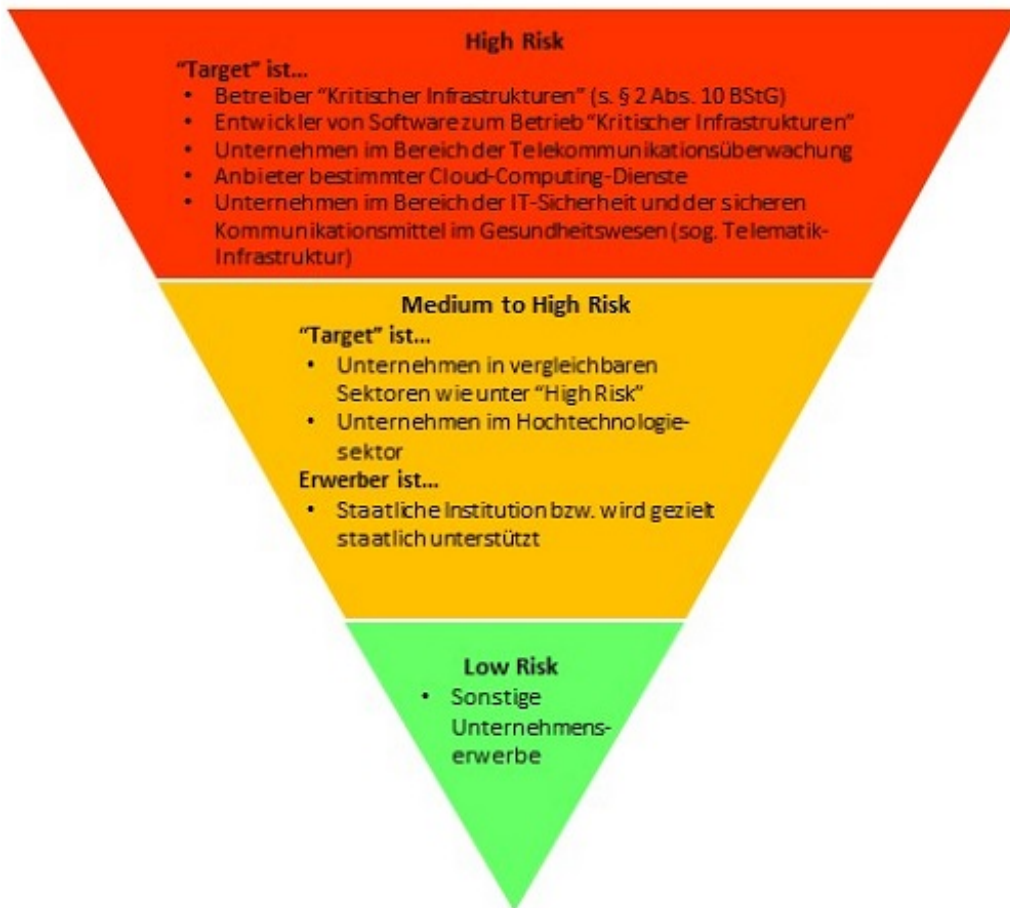 High Risk
“Target” ist...
• Betreiber “Kritischer Infrastrukturen” (s. § 2 Abs. 10 BStG)
• Entwickler von Software zum Betrieb “Kritischer Infrastrukturen”
• Unternehmen im Bereich der Telekommunikationsüberwachung
• Anbieter bestimmter Cloud-Computing-Dienste
• Unternehmen im Bereich der IT-Sicherheit und der sicheren
Kommunikationsmittel im Gesundheitswesen (sog. Telematik-
Infrastruktur)
Medium to High Risk
“Target” ist...
• Unternehmen in vergleichbaren
Sektoren wie unter “High Risk”
• Unternehmen im Hochtechnologie-
sektor
Erwerber ist...
• Staatliche Institution bzw. wird gezielt
staatlich unterstützt
Low Risk
• Sonstige
Unternehmens-
erwerbe